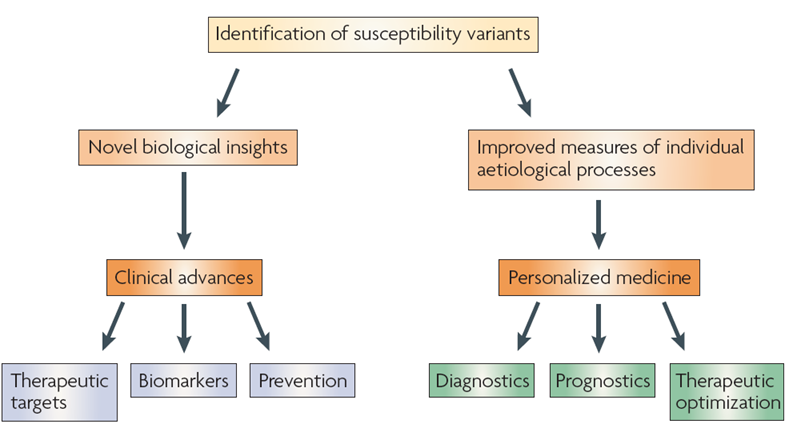 Identification of susceptibility variants
Novel biological insights
Improved measures of individual
aetiological processes
Clinical advances
Personalized medicine
Therapeutic
targets
Biomarkers
Prevention
Diagnostics
Prognostics
Therapeutic
optimization